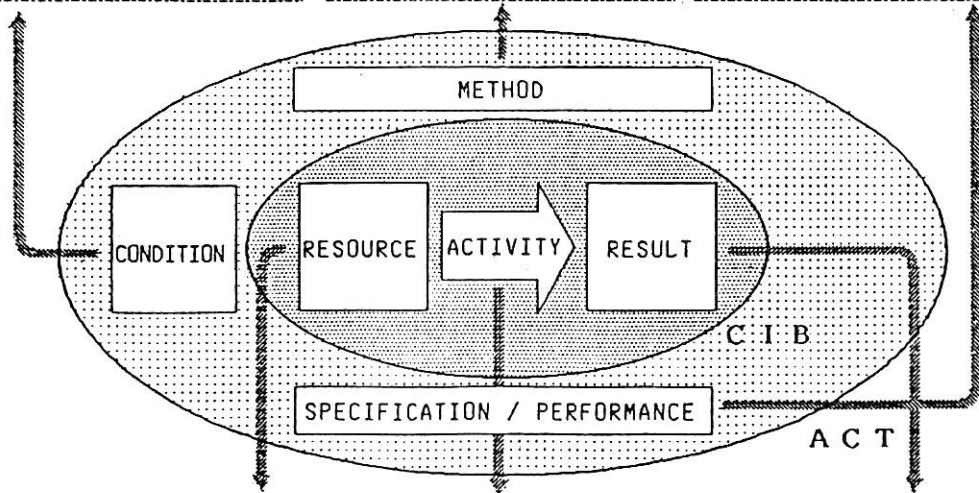 METHOD
CONDITION
RESOURCE
ACTIVITY
RESULT
C I B
SPECIFICATION / PERFORMANCE
A C T